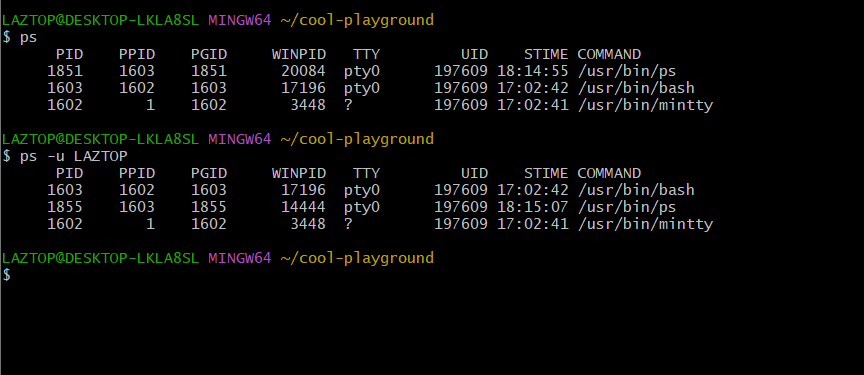 LAZTOP@DESKTOP-LKLA8SL MINGW64 ~/cool-playground
$ ps
      PID    PPID    PGID     WINPID   TTY         UID    STIME COMMAND
     1851    1603    1851      20084  pty0      197609 18:14:55 /usr/bin/ps
     1603    1602    1603      17196  pty0      197609 17:02:42 /usr/bin/bash
     1602       1    1602       3448  ?         197609 17:02:41 /usr/bin/mintty
LAZTOP@DESKTOP-LKLA8SL MINGW64 ~/cool-playground
$ ps -u LAZTOP
      PID    PPID    PGID     WINPID   TTY         UID    STIME COMMAND
     1603    1602    1603      17196  pty0      197609 17:02:42 /usr/bin/bash
     1855    1603    1855      14444  pty0      197609 18:15:07 /usr/bin/ps
     1602       1    1602       3448  ?         197609 17:02:41 /usr/bin/mintty
LAZTOP@DESKTOP-LKLA8SL MINGW64 ~/cool-playground
$